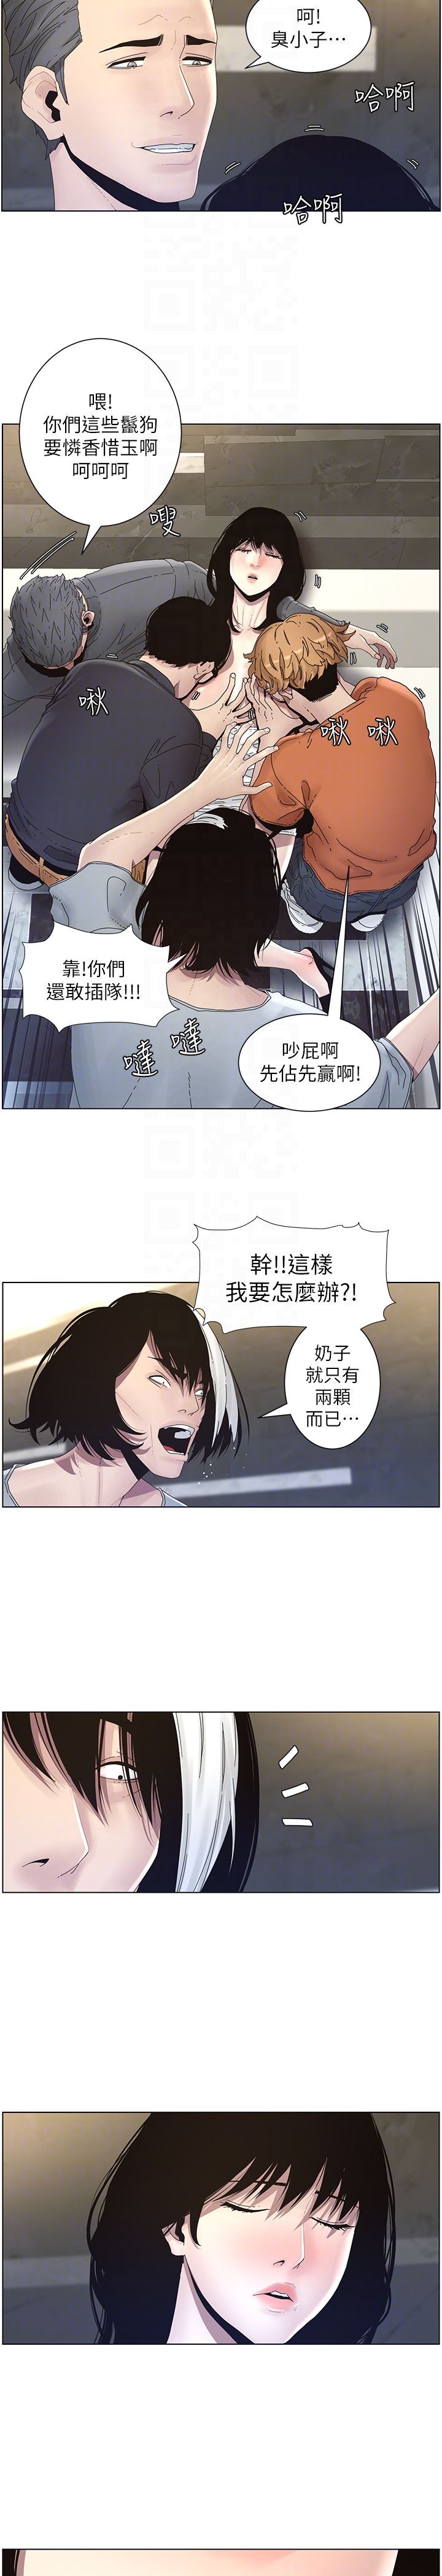 呵!
臭小子⋯
哈啊
哈啊
喂!
你們這些鬣狗
要憐香惜玉啊
呵呵呵
嗖
啾
啾
啾
靠!你們
還敢插隊!!!
噠
噠
吵屁啊
先佔先贏啊!
幹!!這樣
我要怎麼辦?!
奶子
就只有
兩顆
而已⋯